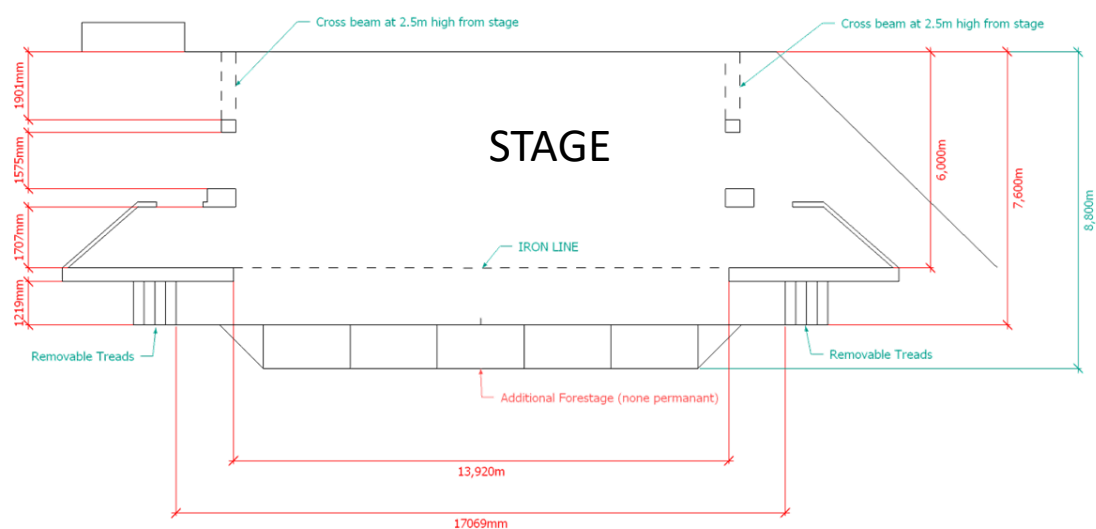 Cross beam at 2.5m high from stage
Cross beam at 2.5m high from stage
1901mm
STAGE
6,000m
7,600m
8,800m
1575mm
1707mm
IRON LINE
1219mm
Removable Treads
Removable Treads
Additional Forestage (none permanant)
13,920m
17069mm